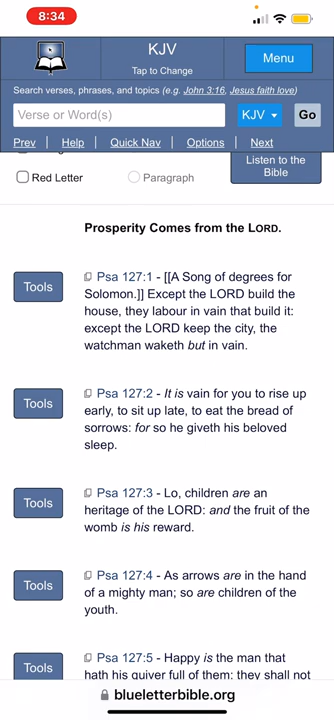 8:34
KJV
Tap to Change
Menu
Search verses, phrases, and topics (e.g. John 3:16, Jesus faith love)
Verse or Word(s)
KJV
Go
Prev
Help
Quick Nav
Options
Next
Red Letter
Paragraph
Listen to the
Bible
Prosperity Comes from the LORD.
Tools
Psa 127:1 - [[A Song of degrees for
Solomon.]] Except the LORD build the
house, they labour in vain that build it:
except the LORD keep the city, the
watchman waketh but in vain.
Tools
Psa 127:2 - It is vain for you to rise up
early, to sit up late, to eat the bread of
sorrows: for so he giveth his beloved
sleep.
Tools
Psa 127:3 - Lo, children are an
heritage of the LORD: and the fruit of the
womb is his reward.
Tools
Psa 127:4 - As arrows are in the hand
of a mighty man; so are children of the
youth.
Tools
Psa 127:5 - Happy is the man that
hath his quiver full of them: they shall not
blueletterbible.org